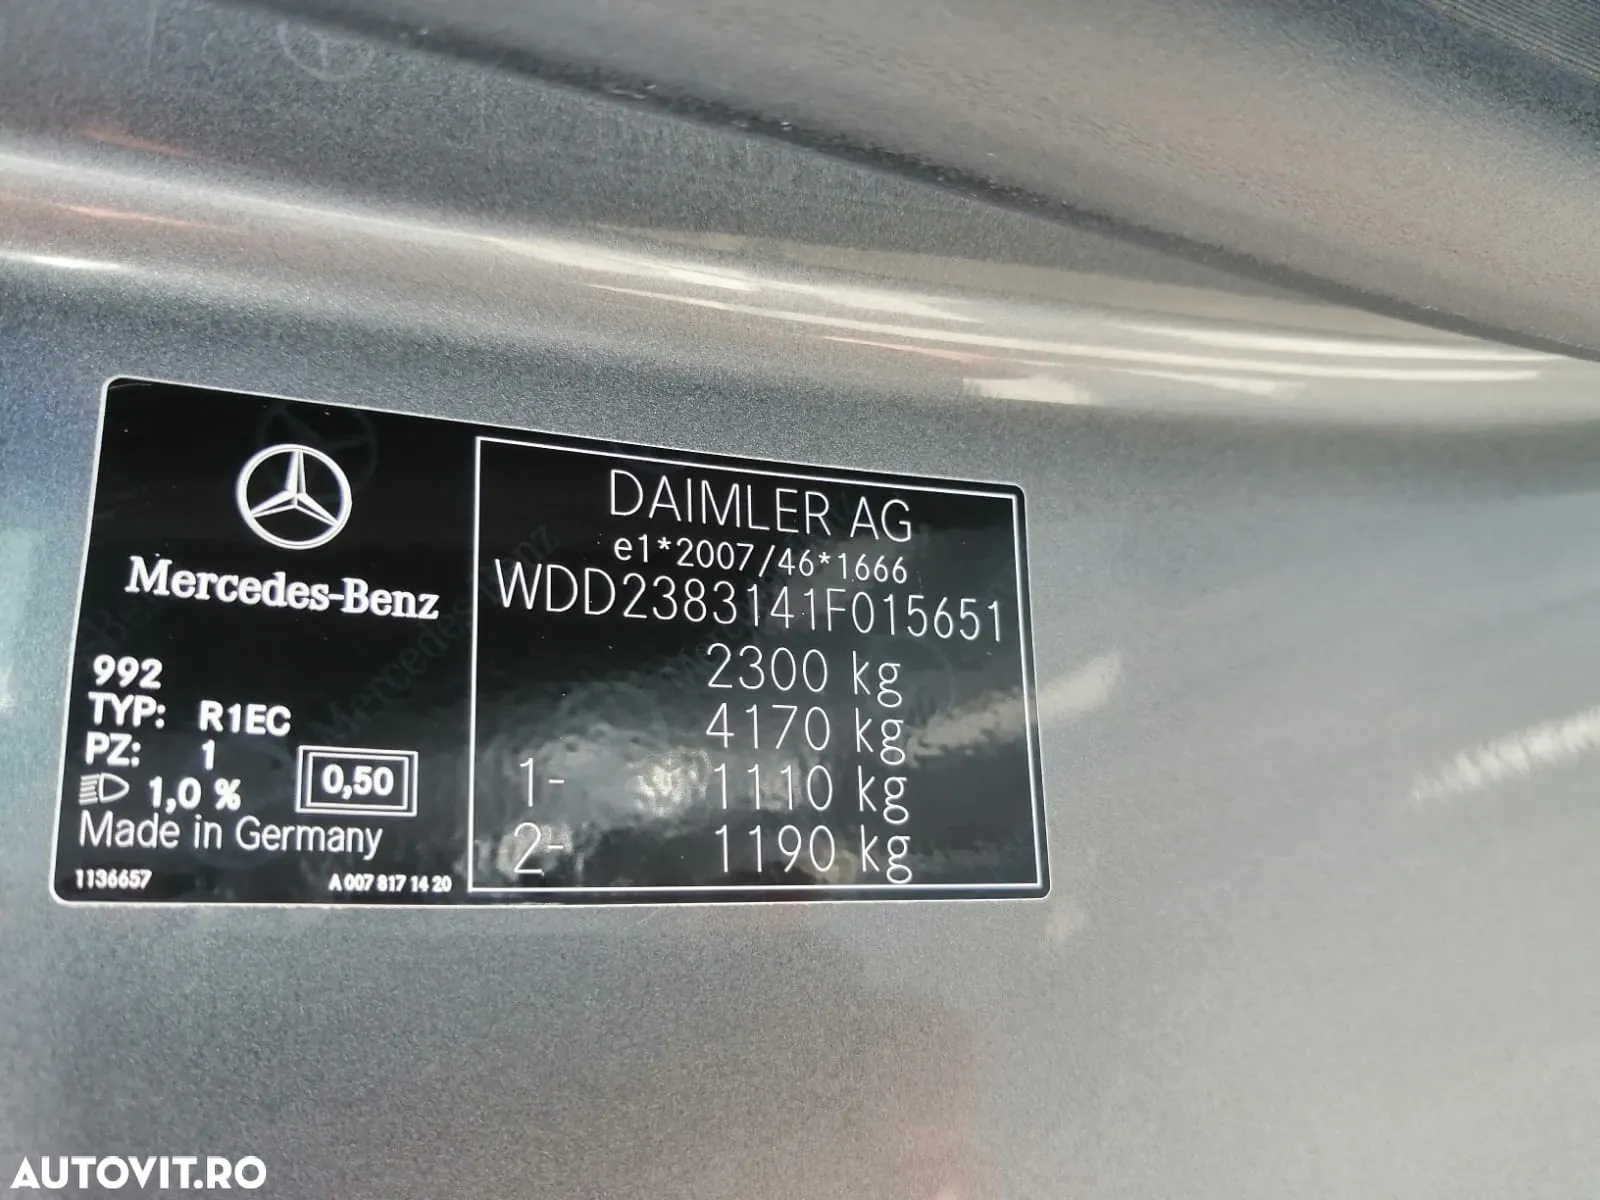 Mercedes-Benz
992
TYP: R1EC
PZ: 1
1,0 % 0,50
Made in Germany
1136657 A 007 817 14 20
DAIMLER AG
e1*2007/46*1666
WDD2383141F015651
2300 kg
4170 kg
1- 1110 kg
2- 1190 kg
AUTOVIT.RO